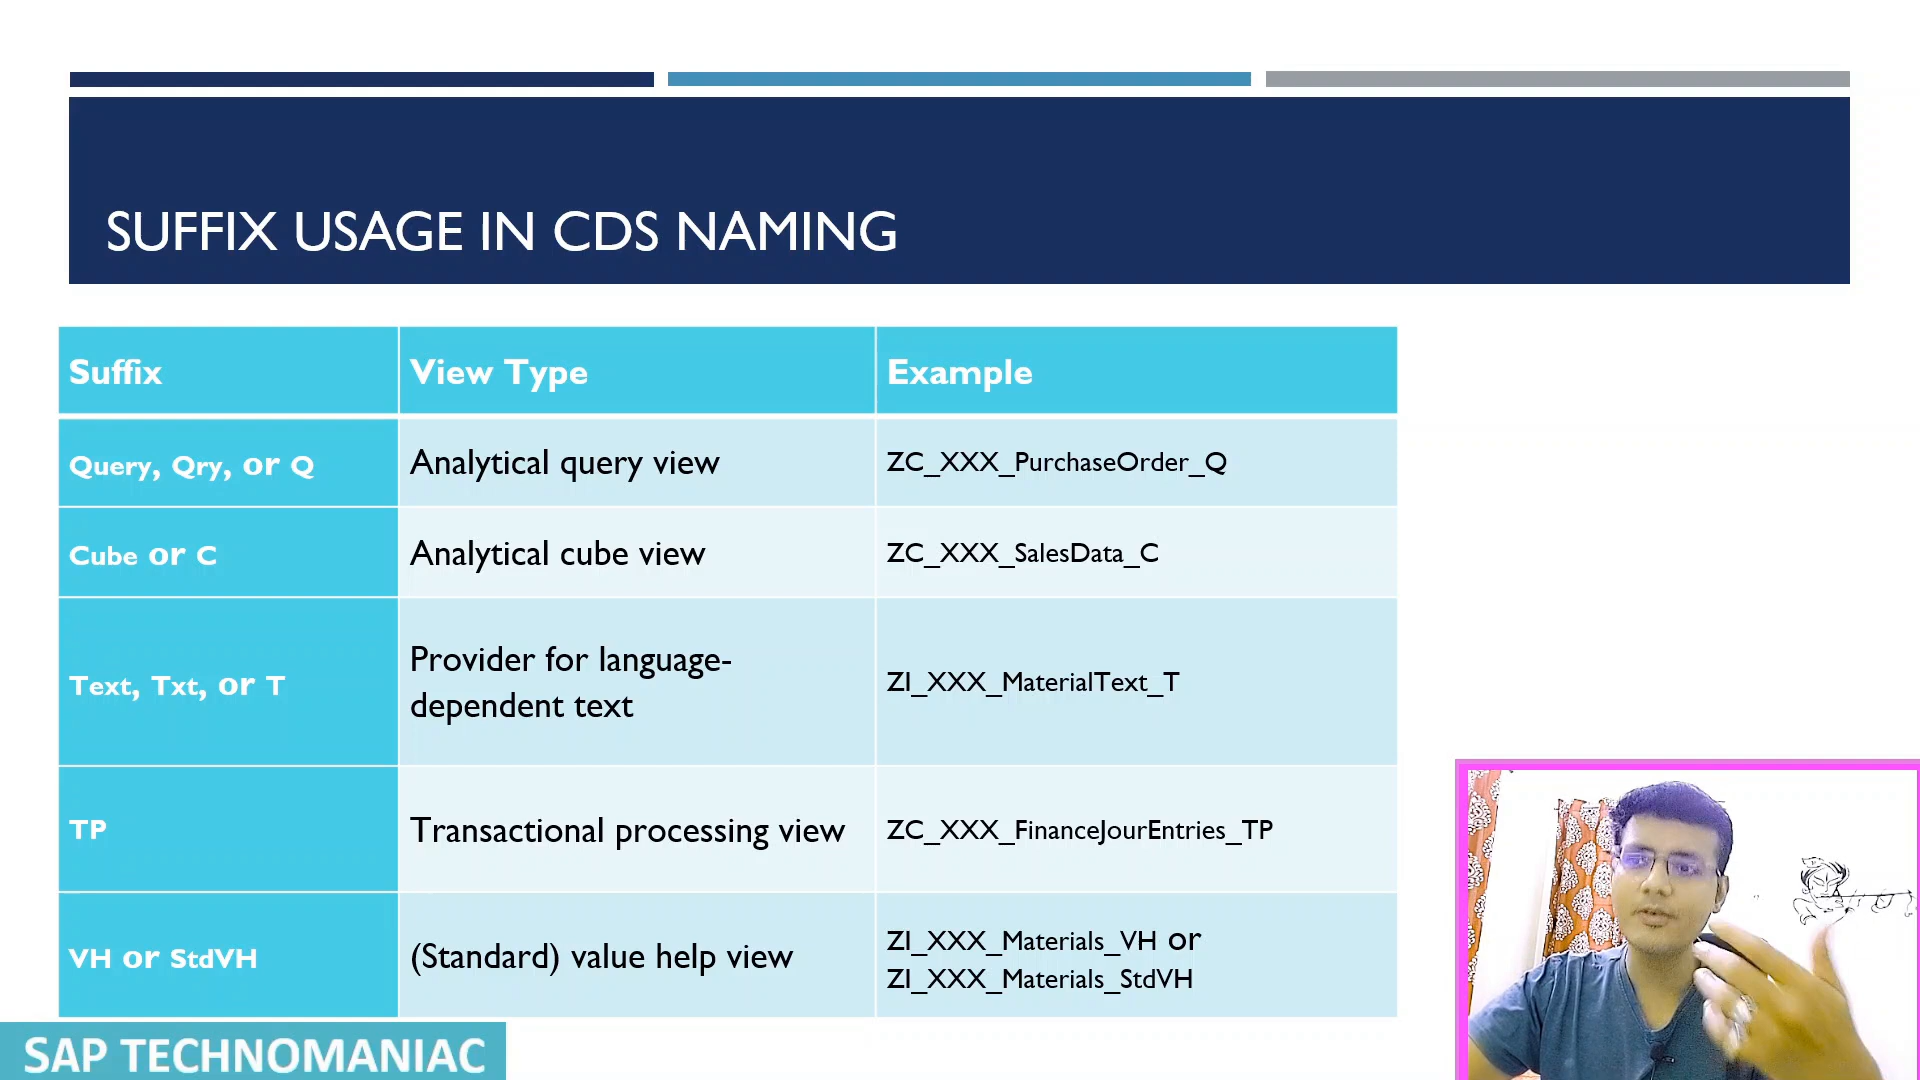 SUFFIX USAGE IN CDS NAMING
Suffix View Type Example
Query, Qry, or Q Analytical query view ZC_XXX_PurchaseOrder_Q
Cube or C Analytical cube view ZC_XXX_SalesData_C
Text, Txt, or T Provider for language-
dependent text ZI_XXX_MaterialText_T
TP Transactional processing view ZC_XXX_FinanceJourEntries_TP
VH or StdVH (Standard) value help view ZI_XXX_Materials_VH or
ZI_XXX_Materials_StdVH
SAP TECHNOMANIAC